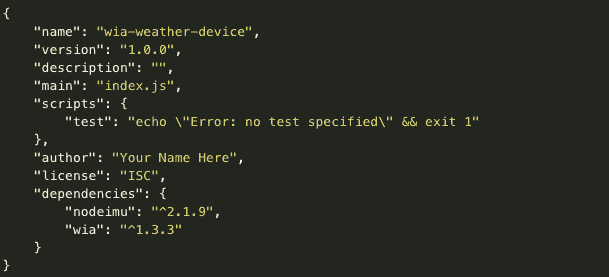 {
    "name": "wia-weather-device",
    "version": "1.0.0",
    "description": "",
    "main": "index.js",
    "scripts": {
        "test": "echo \"Error: no test specified\" && exit 1"
    },
    "author": "Your Name Here",
    "license": "ISC",
    "dependencies": {
        "nodeimu": "^2.1.9",
        "wia": "^1.3.3"
    }
}